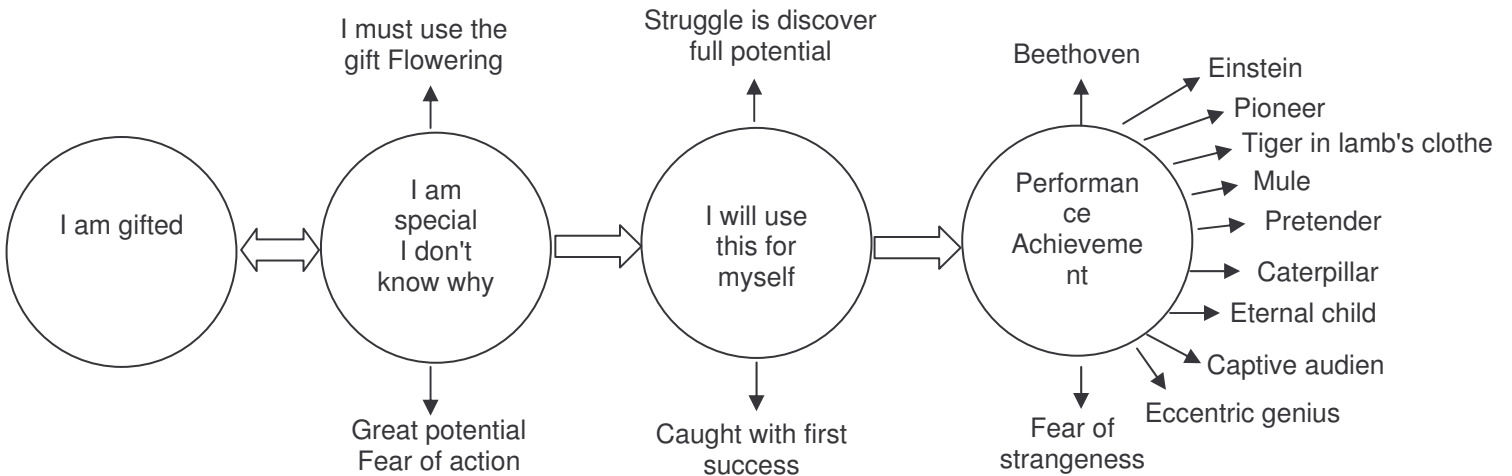 I must use the
gift Flowering
Struggle is discover
full potential
Beethoven
Einstein
Pioneer
Tiger in lamb's clothe
Mule
Pretender
Caterpillar
Eternal child
Captive audien
Eccentric genius
I am gifted
I am
special
I don't
know why
I will use
this for
myself
Performan
ce
Achieveme
nt
Great potential
Fear of action
Caught with first
success
Fear of
strangeness